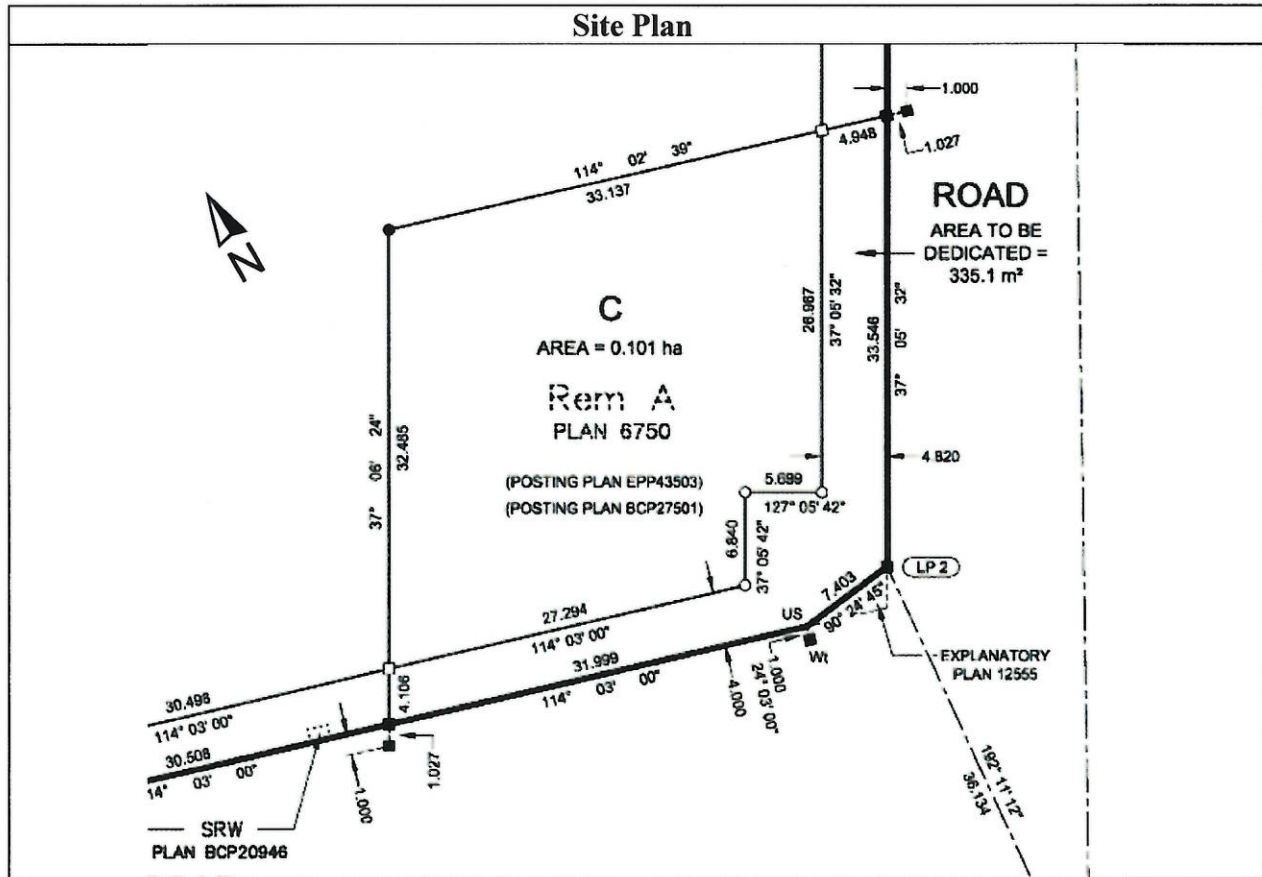 Site Plan
1.000
4.948
1.027
114° 02' 39"
33.137
ROAD
AREA TO BE
DEDICATED =
335.1 m²
N
26.967
37° 05' 32"
33.546
37° 05' 32"
C
AREA = 0.101 ha
Rem A
PLAN 6750
37° 06' 24"
32.485
(POSTING PLAN EPP43503)
(POSTING PLAN BCP27501)
4.820
5.699
127° 05' 42"
6.840
37° 05' 42"
LP 2
7.403
90° 24' 45"
27.294
114° 03' 00"
US
Wt
EXPLANATORY
PLAN 12555
31.999
114° 03' 00"
1.000
24° 03' 00"
4.000
30.498
114° 03' 00"
4.106
30.508
14° 03' 00"
1.027
1.000
192° 11' 12"
36.134
SRW
PLAN BCP20946